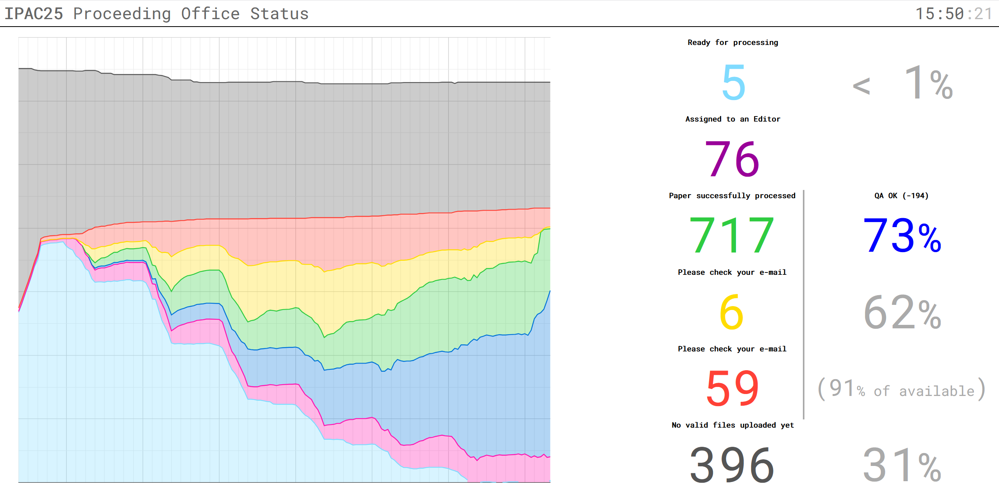 IPAC25 Proceeding Office Status 15:50:21
Ready for processing
5 < 1%
Assigned to an Editor
76
Paper successfully processed QA OK (-194)
717 73%
Please check your e-mail
6 62%
Please check your e-mail
59 (91% of available)
No valid files uploaded yet
396 31%